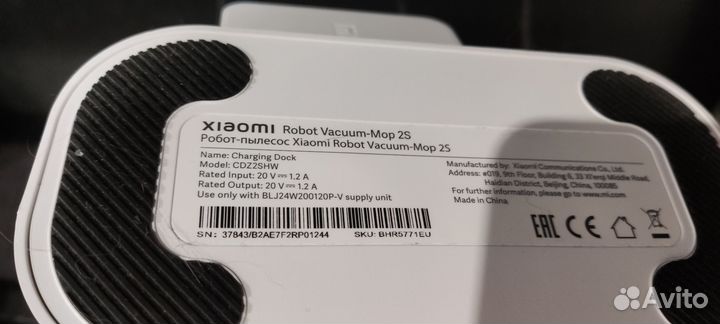 xiaomi Robot Vacuum-Mop 2S
Робот-пылесос Xiaomi Robot Vacuum-Mop 2S
Name: Charging Dock
Model: CDZ2SHW
Rated Input: 20 V⎓1.2 A
Rated Output: 20 V⎓1.2 A
Use only with BLJ24W200120P-V supply unit
Manufactured by: Xiaomi Communications Co., Ltd.
Address: #019, 9th Floor, Building 6, 33 Xi'erqi Middle Road,
Haidian District, Beijing, China, 100085
For further information, please go to www.mi.com
Made in China
SN: 37843/B2AE7F2RP01244
SKU: BHR5771EU
EAC CE
Avito